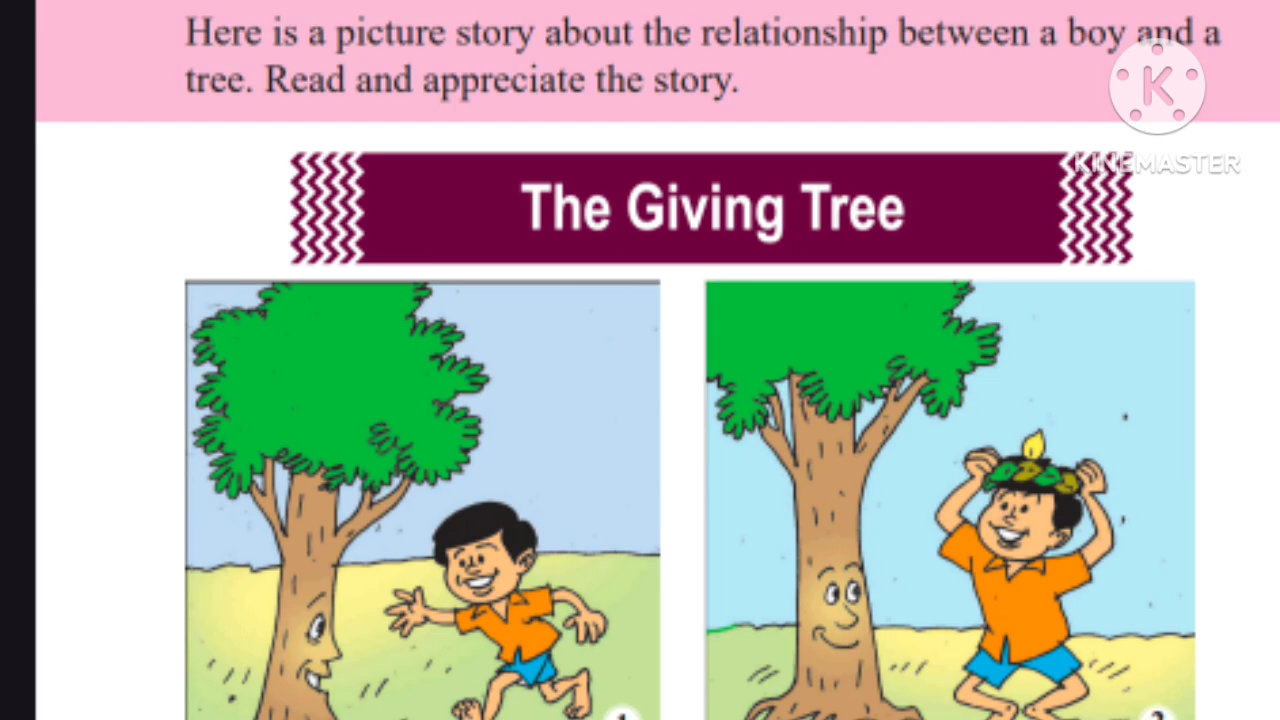 Here is a picture story about the relationship between a boy and a
tree. Read and appreciate the story.
K
KINEMASTER
The Giving Tree